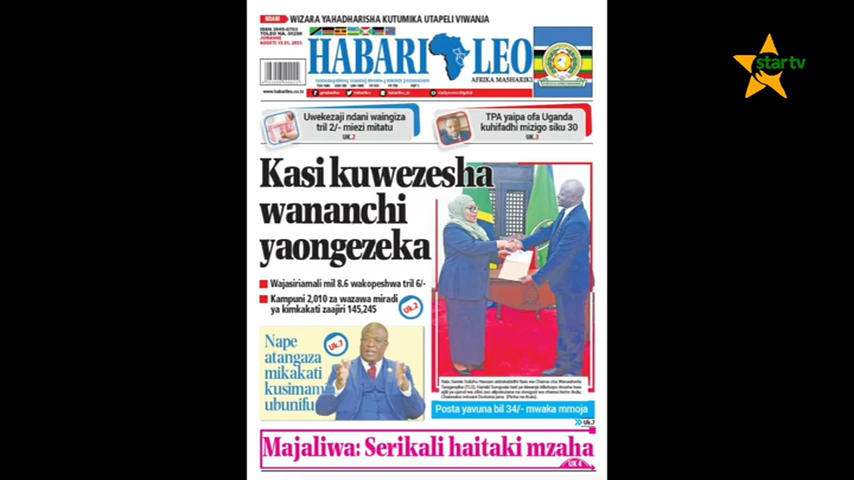 NDANI WIZARA YAHADHARISHA KUTUMIKA UTAPELI VIWANJA
JUMANNE
HABARI LEO
AFRIKA MASHARIKI
www.habarileo.co.tz
startv
Uwekezaji ndani waingiza
tril 2/- miezi mitatu
UK.2
TPA yaipa ofa Uganda
kuhifadhi mizigo siku 30
UK.3
Kasi kuwezesha
wananchi
yaongezeka
Wajasiriamali mil 8.6 wakopeshwa tril 6/-
Kampuni 2,010 za wazawa miradi
ya kimkakati zaajiri 145,245
Uk.2
Nape
atangaza
mikakati
kusimamia
ubunifu
Uk.7
Posta yavuna bil 34/- mwaka mmoja
Uk.7
Majaliwa: Serikali haitaki mzaha
UK 4